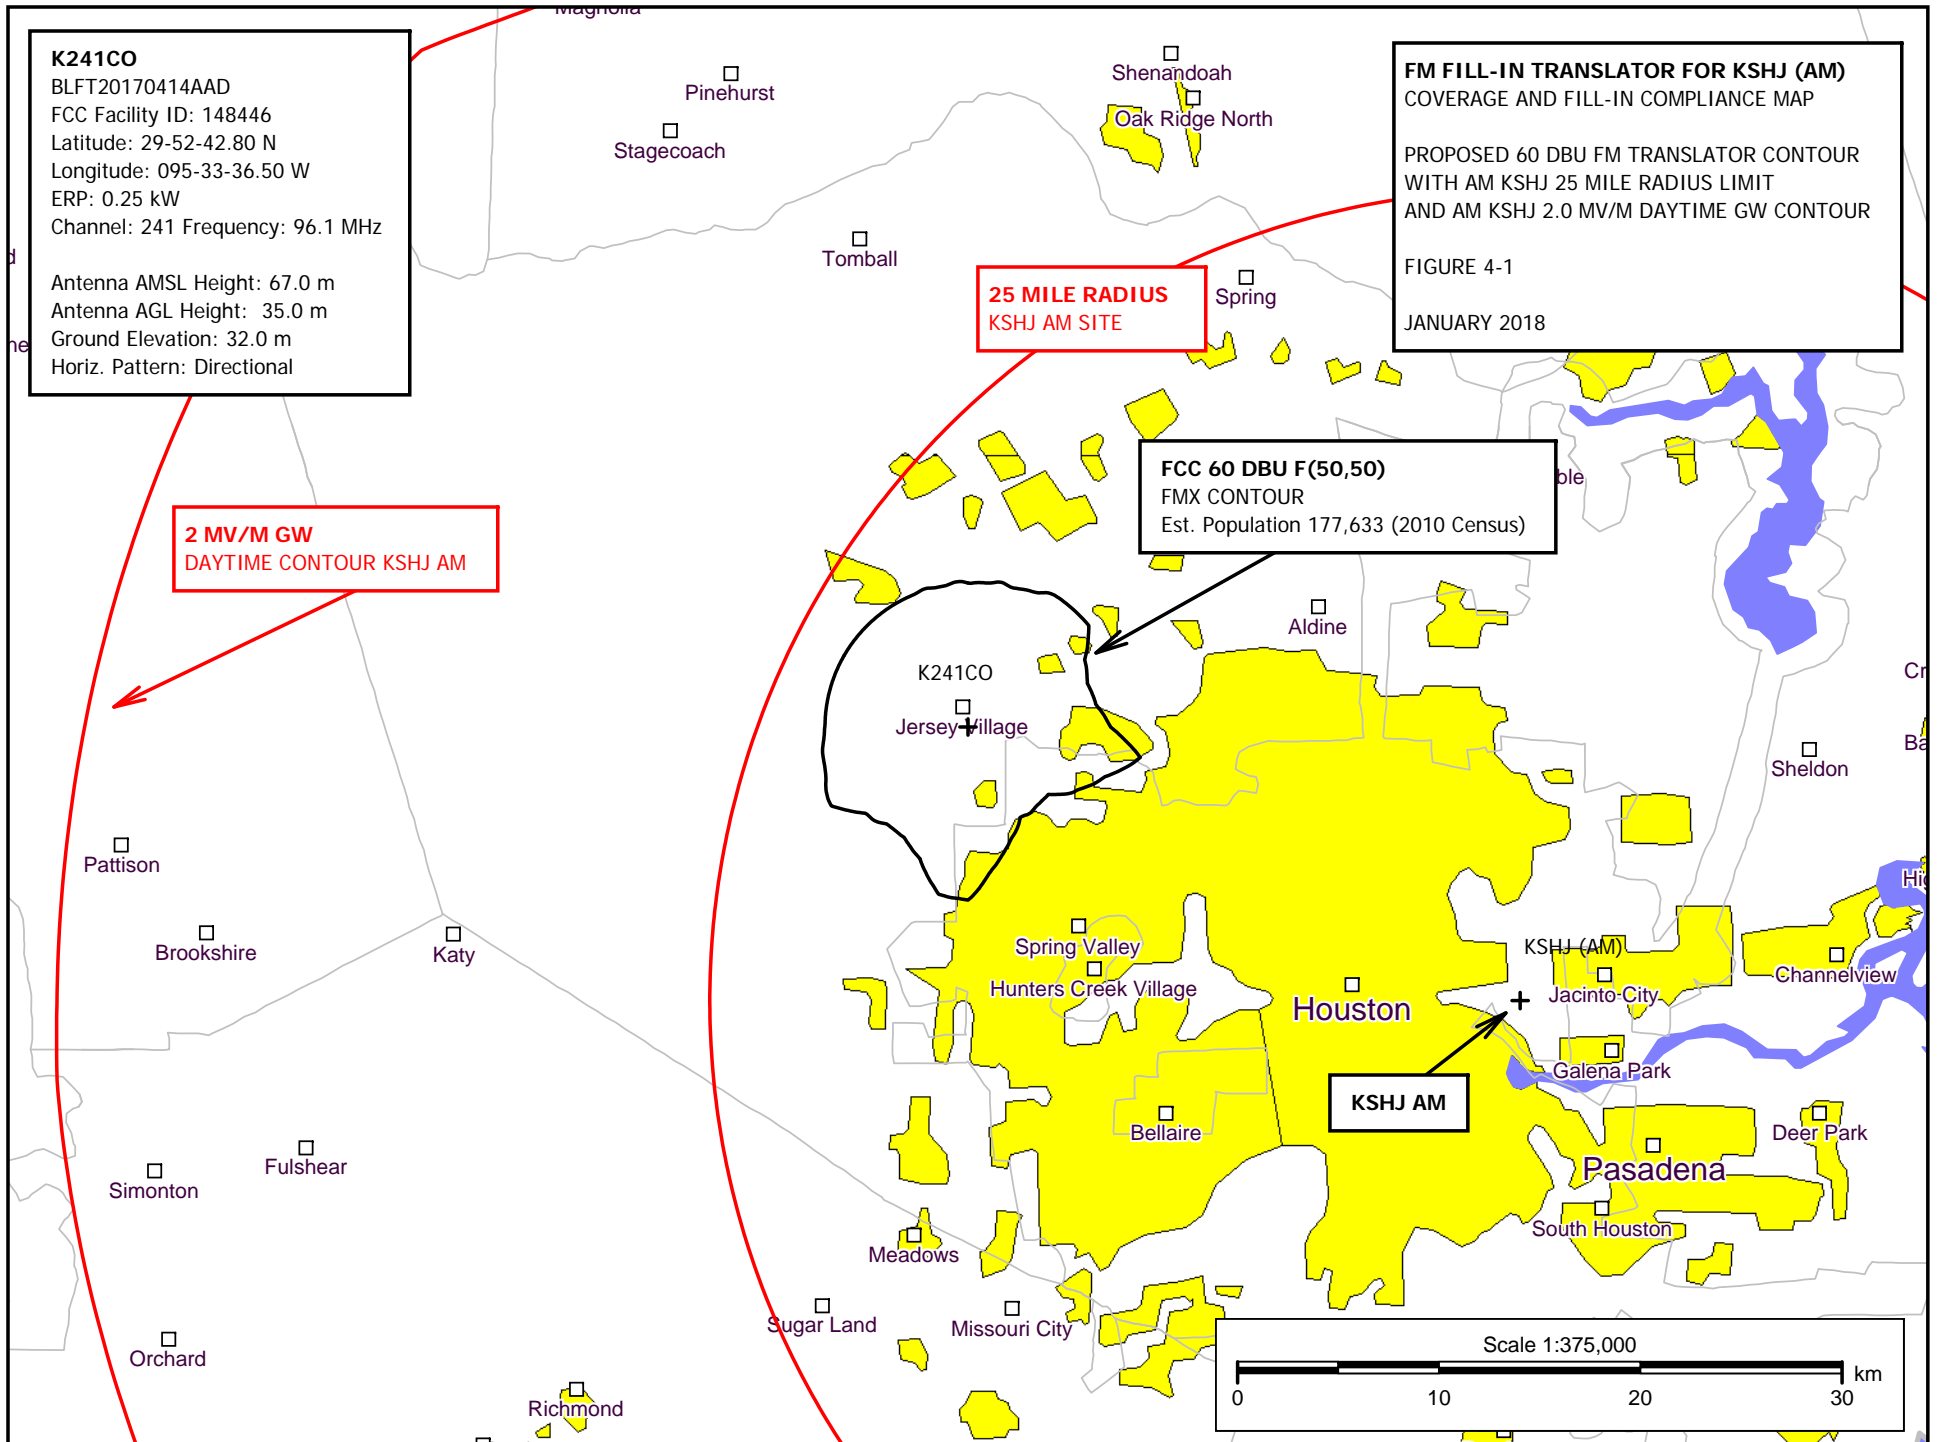 Magnolia
K241CO
BLFT20170414AAD
FCC Facility ID: 148446
Latitude: 29-52-42.80 N
Longitude: 095-33-36.50 W
ERP: 0.25 kW
Channel: 241 Frequency: 96.1 MHz
Antenna AMSL Height: 67.0 m
Antenna AGL Height: 35.0 m
Ground Elevation: 32.0 m
Horiz. Pattern: Directional
FM FILL-IN TRANSLATOR FOR KSHJ (AM)
COVERAGE AND FILL-IN COMPLIANCE MAP
PROPOSED 60 DBU FM TRANSLATOR CONTOUR
WITH AM KSHJ 25 MILE RADIUS LIMIT
AND AM KSHJ 2.0 MV/M DAYTIME GW CONTOUR
FIGURE 4-1
JANUARY 2018
Pinehurst
Shenandoah
Oak Ridge North
Stagecoach
Tomball
25 MILE RADIUS
KSHJ AM SITE
Spring
FCC 60 DBU F(50,50)
FMX CONTOUR
Est. Population 177,633 (2010 Census)
ble
2 MV/M GW
DAYTIME CONTOUR KSHJ AM
Aldine
K241CO
Jersey Village
Cr
Ba
Sheldon
Pattison
Brookshire
Katy
Spring Valley
Hunters Creek Village
Houston
KSHJ (AM)
Jacinto City
Channelview
Galena Park
KSHJ AM
Bellaire
Deer Park
Pasadena
South Houston
Fulshear
Simonton
Meadows
Sugar Land
Missouri City
Orchard
Richmond
Scale 1:375,000
km
0 10 20 30